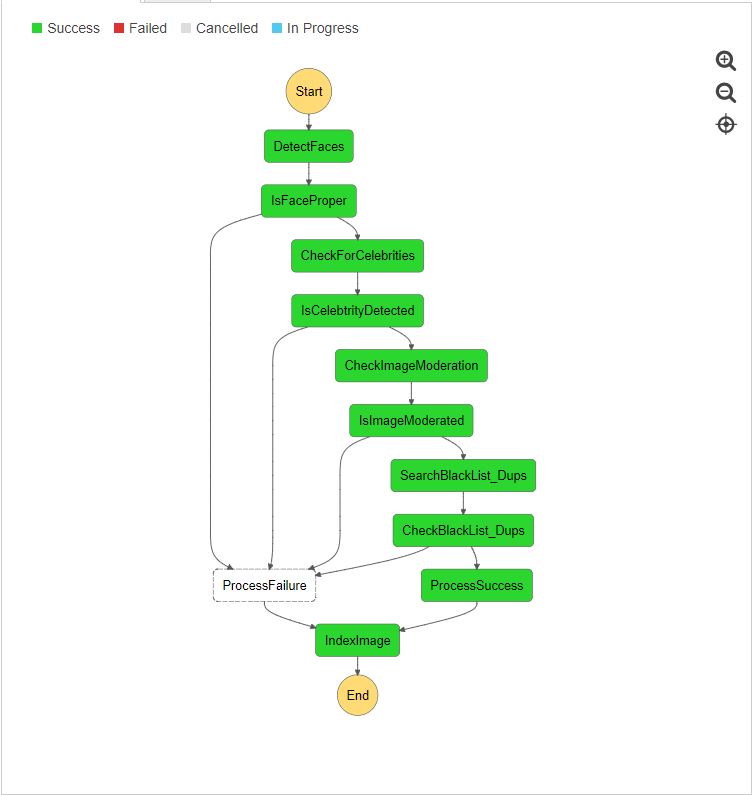 Success Failed Cancelled In Progress
Start
DetectFaces
IsFaceProper
CheckForCelebrities
IsCelebtrityDetected
CheckImageModeration
IsImageModerated
SearchBlackList_Dups
CheckBlackList_Dups
ProcessFailure ProcessSuccess
IndexImage
End